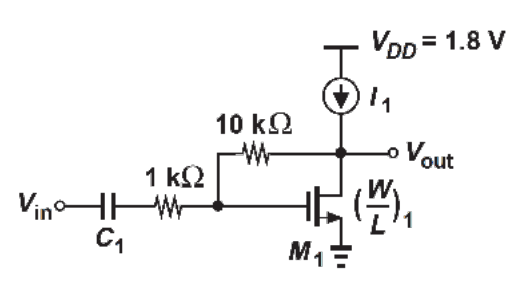 V_DD = 1.8 V
I_1
10 kΩ
V_out
1 kΩ
V_in
(W/L)_1
C_1
M_1